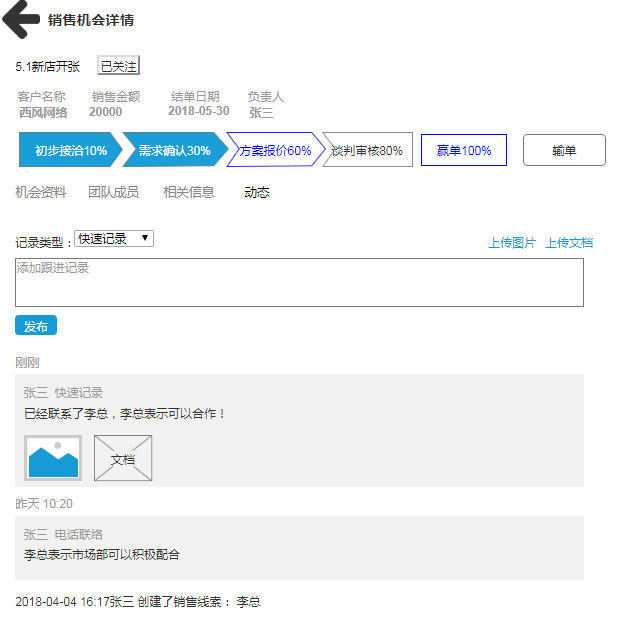 销售机会详情
5.1新店开张 已关注
客户名称 销售金额 结单日期 负责人
西风网络 20000 2018-05-30 张三
初步接洽10% 需求确认30% 方案报价60% 谈判审核80% 赢单100% 输单
机会资料 团队成员 相关信息 动态
记录类型： 快速记录 上传图片 上传文档
添加跟进记录
发布
刚刚
张三 快速记录
已经联系了李总，李总表示可以合作！
文档
昨天 10:20
张三 电话联络
李总表示市场部可以积极配合
2018-04-04 16:17张三 创建了销售线索： 李总